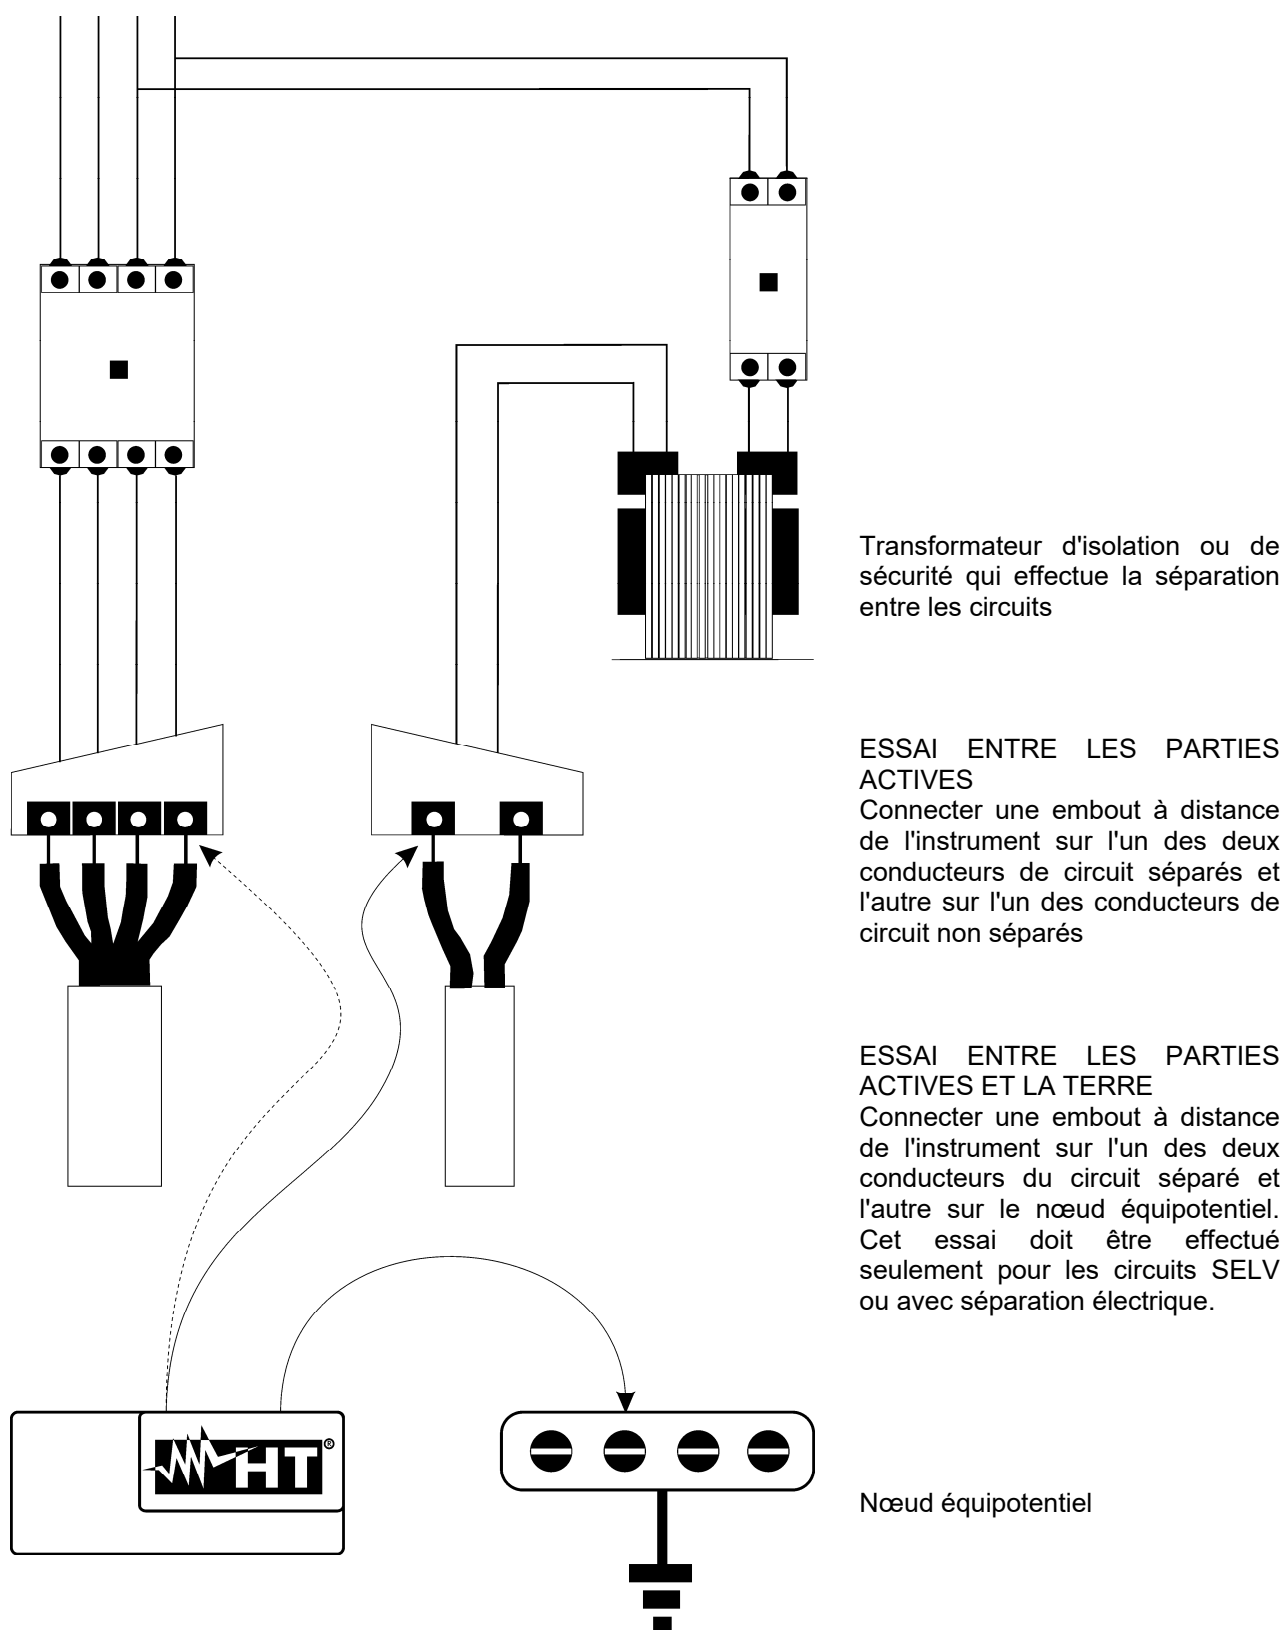 Transformateur d'isolation ou de
sécurité qui effectue la séparation
entre les circuits
ESSAI ENTRE LES PARTIES
ACTIVES
Connecter une embout à distance
de l'instrument sur l'un des deux
conducteurs de circuit séparés et
l'autre sur l'un des conducteurs de
circuit non séparés
ESSAI ENTRE LES PARTIES
ACTIVES ET LA TERRE
Connecter une embout à distance
de l'instrument sur l'un des deux
conducteurs du circuit séparé et
l'autre sur le nœud équipotentiel.
Cet essai doit être effectué
seulement pour les circuits SELV
ou avec séparation électrique.
HT®
Nœud équipotentiel